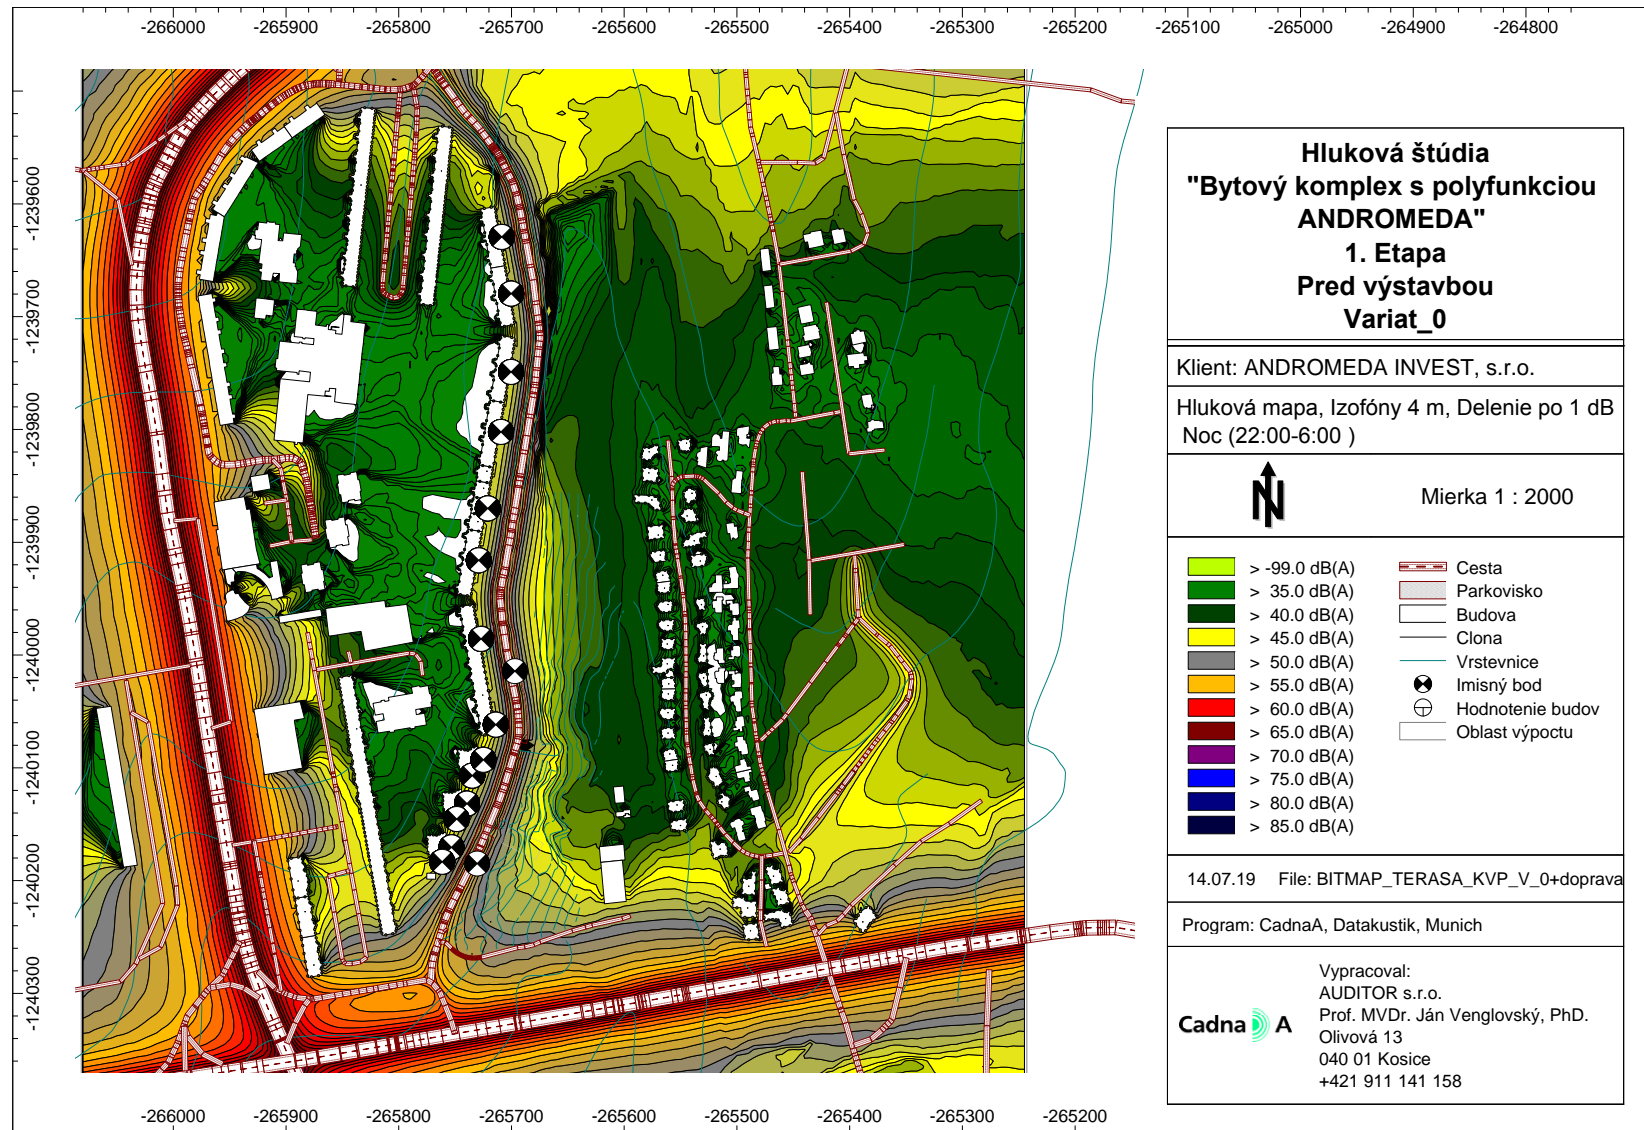 -266000 -265900 -265800 -265700 -265600 -265500 -265400 -265300 -265200 -265100 -265000 -264900 -264800
-1239600
-1239700
-1239800
-1239900
-1240000
-1240100
-1240200
-1240300
Hluková štúdia
"Bytový komplex s polyfunkciou
ANDROMEDA"
1. Etapa
Pred výstavbou
Variat_0
Klient: ANDROMEDA INVEST, s.r.o.
Hluková mapa, Izofóny 4 m, Delenie po 1 dB
Noc (22:00-6:00 )
N
Mierka 1 : 2000
> -99.0 dB(A)
> 35.0 dB(A)
> 40.0 dB(A)
> 45.0 dB(A)
> 50.0 dB(A)
> 55.0 dB(A)
> 60.0 dB(A)
> 65.0 dB(A)
> 70.0 dB(A)
> 75.0 dB(A)
> 80.0 dB(A)
> 85.0 dB(A)
Cesta
Parkovisko
Budova
Clona
Vrstevnice
Imisný bod
Hodnotenie budov
Oblast výpoctu
14.07.19 File: BITMAP_TERASA_KVP_V_0+doprava
Program: CadnaA, Datakustik, Munich
Cadna A
Vypracoval:
AUDITOR s.r.o.
Prof. MVDr. Ján Venglovský, PhD.
Olivová 13
040 01 Kosice
+421 911 141 158
-266000 -265900 -265800 -265700 -265600 -265500 -265400 -265300 -265200